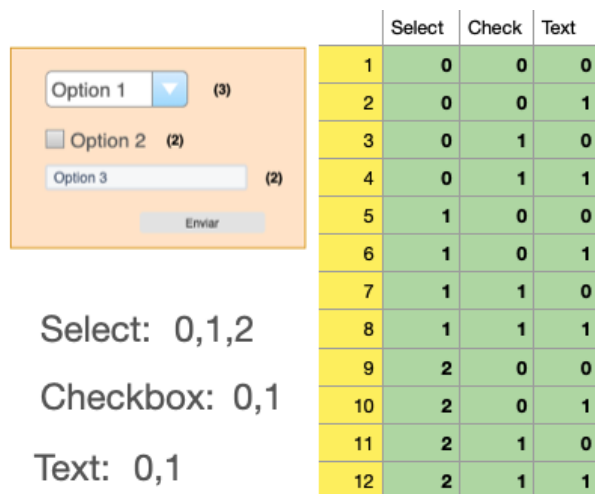 Option 1 (3)
Option 2 (2)
Option 3 (2)
Enviar
Select: 0,1,2
Checkbox: 0,1
Text: 0,1
Select Check Text
1 0 0 0
2 0 0 1
3 0 1 0
4 0 1 1
5 1 0 0
6 1 0 1
7 1 1 0
8 1 1 1
9 2 0 0
10 2 0 1
11 2 1 0
12 2 1 1